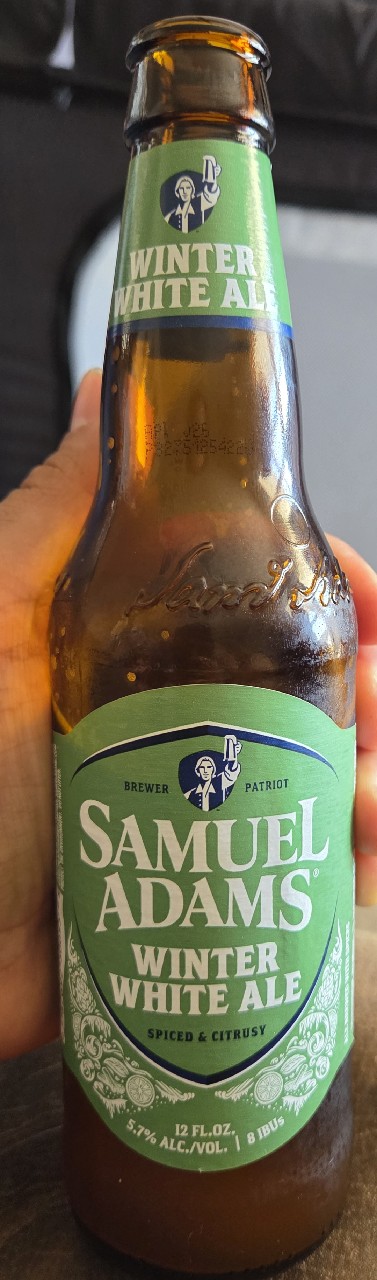 WINTER
WHITE ALE
BREWER PATRIOT
SAMUEL
ADAMS®
WINTER
WHITE ALE
SPICED & CITRUSY
12 FL.OZ.
5.7% ALC./VOL. | 8 IBUs